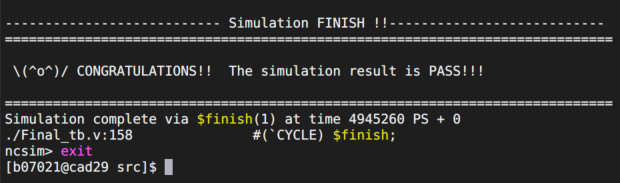 --------------------------- Simulation FINISH !!---------------------------
============================================================================
\(^o^)/ CONGRATULATIONS!!  The simulation result is PASS!!!
============================================================================
Simulation complete via $finish(1) at time 4945260 PS + 0
./Final_tb.v:158               #(`CYCLE) $finish;
ncsim> exit
[b07021@cad29 src]$